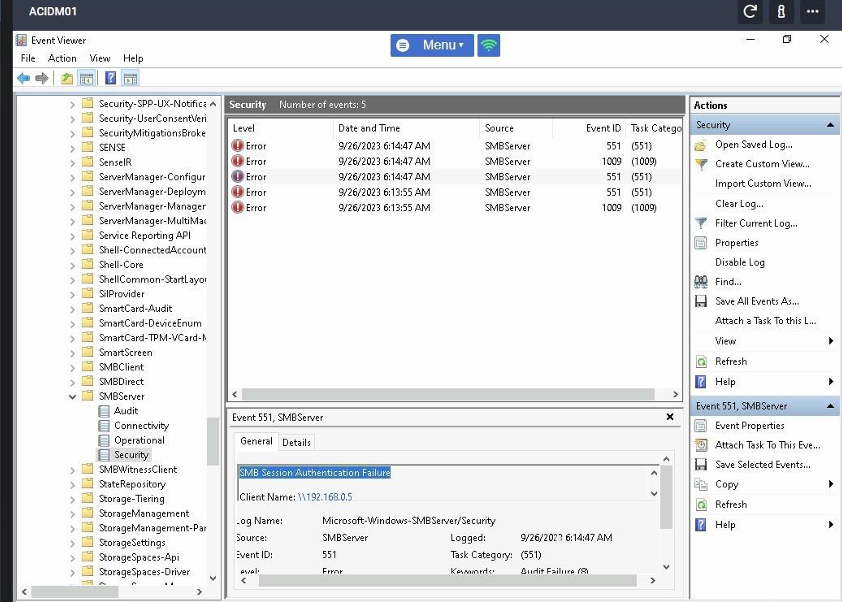 ACIDM01
Event Viewer
Menu
File Action View Help
Security-SPP-UX-Notifica
Security-UserConsentVeri
SecurityMitigationsBroke
SENSE
SenseIR
ServerManager-Configur
ServerManager-Deploym
ServerManager-Manager
ServerManager-MultiMac
Service Reporting API
Shell-ConnectedAccount
Shell-Core
ShellCommon-StartLayou
SilProvider
SmartCard-Audit
SmartCard-DeviceEnum
SmartCard-TPM-VCard-M
SmartScreen
SMBClient
SMBDirect
SMBServer
Audit
Connectivity
Operational
Security
SMBWitnessClient
StateRepository
Storage-Tiering
StorageManagement
StorageManagement-Par
StorageSettings
StorageSpaces-Api
StorageSpaces-Driver
Security Number of events: 5
Level Date and Time Source Event ID Task Catego
Error 9/26/2023 6:14:47 AM SMBServer 551 (551)
Error 9/26/2023 6:14:47 AM SMBServer 1009 (1009)
Error 9/26/2023 6:14:47 AM SMBServer 551 (551)
Error 9/26/2023 6:13:55 AM SMBServer 551 (551)
Error 9/26/2023 6:13:55 AM SMBServer 1009 (1009)
Event 551, SMBServer
General Details
SMB Session Authentication Failure
Client Name: \\192.168.0.5
Log Name: Microsoft-Windows-SMBServer/Security
Source: SMBServer Logged: 9/26/2023 6:14:47 AM
Event ID: 551 Task Category: (551)
Level: Error Keywords: Audit Failure (8)
Actions
Security
Open Saved Log...
Create Custom View...
Import Custom View...
Clear Log...
Filter Current Log...
Properties
Disable Log
Find...
Save All Events As...
Attach a Task To this L...
View
Refresh
Help
Event 551, SMBServer
Event Properties
Attach Task To This Eve...
Save Selected Events...
Copy
Refresh
Help